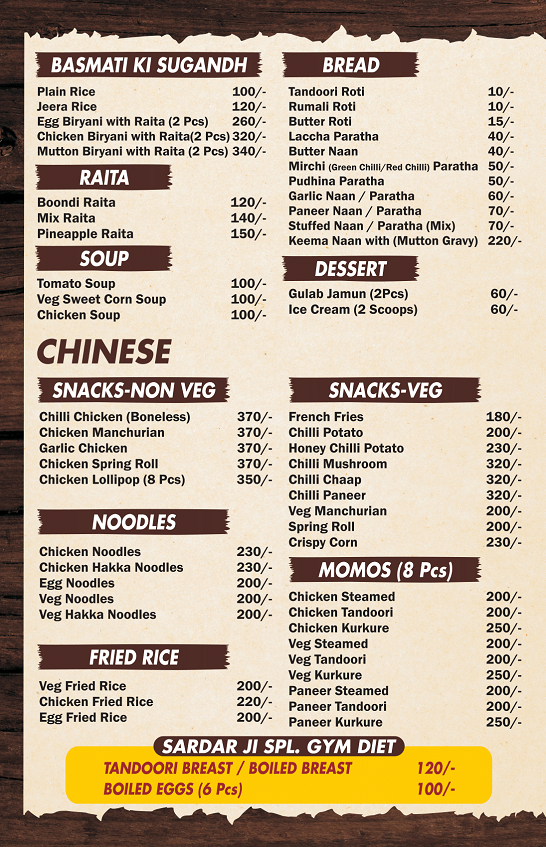 BASMATI KI SUGANDH
Plain Rice 100/-
Jeera Rice 120/-
Egg Biryani with Raita (2 Pcs) 260/-
Chicken Biryani with Raita(2 Pcs) 320/-
Mutton Biryani with Raita (2 Pcs) 340/-
RAITA
Boondi Raita 120/-
Mix Raita 140/-
Pineapple Raita 150/-
SOUP
Tomato Soup 100/-
Veg Sweet Corn Soup 100/-
Chicken Soup 100/-
BREAD
Tandoori Roti 10/-
Rumali Roti 10/-
Butter Roti 15/-
Laccha Paratha 40/-
Butter Naan 40/-
Mirchi (Green Chilli/Red Chilli) Paratha 50/-
Pudhina Paratha 50/-
Garlic Naan / Paratha 60/-
Paneer Naan / Paratha 70/-
Stuffed Naan / Paratha (Mix) 70/-
Keema Naan with (Mutton Gravy) 220/-
DESSERT
Gulab Jamun (2Pcs) 60/-
Ice Cream (2 Scoops) 60/-
CHINESE
SNACKS-NON VEG
Chilli Chicken (Boneless) 370/-
Chicken Manchurian 370/-
Garlic Chicken 370/-
Chicken Spring Roll 370/-
Chicken Lollipop (8 Pcs) 350/-
NOODLES
Chicken Noodles 230/-
Chicken Hakka Noodles 230/-
Egg Noodles 200/-
Veg Noodles 200/-
Veg Hakka Noodles 200/-
FRIED RICE
Veg Fried Rice 200/-
Chicken Fried Rice 220/-
Egg Fried Rice 200/-
SNACKS-VEG
French Fries 180/-
Chilli Potato 200/-
Honey Chilli Potato 230/-
Chilli Mushroom 320/-
Chilli Chaap 320/-
Chilli Paneer 320/-
Veg Manchurian 200/-
Spring Roll 200/-
Crispy Corn 230/-
MOMOS (8 Pcs)
Chicken Steamed 200/-
Chicken Tandoori 200/-
Chicken Kurkure 250/-
Veg Steamed 200/-
Veg Tandoori 200/-
Veg Kurkure 250/-
Paneer Steamed 200/-
Paneer Tandoori 200/-
Paneer Kurkure 250/-
SARDAR JI SPL. GYM DIET
TANDOORI BREAST / BOILED BREAST 120/-
BOILED EGGS (6 Pcs) 100/-